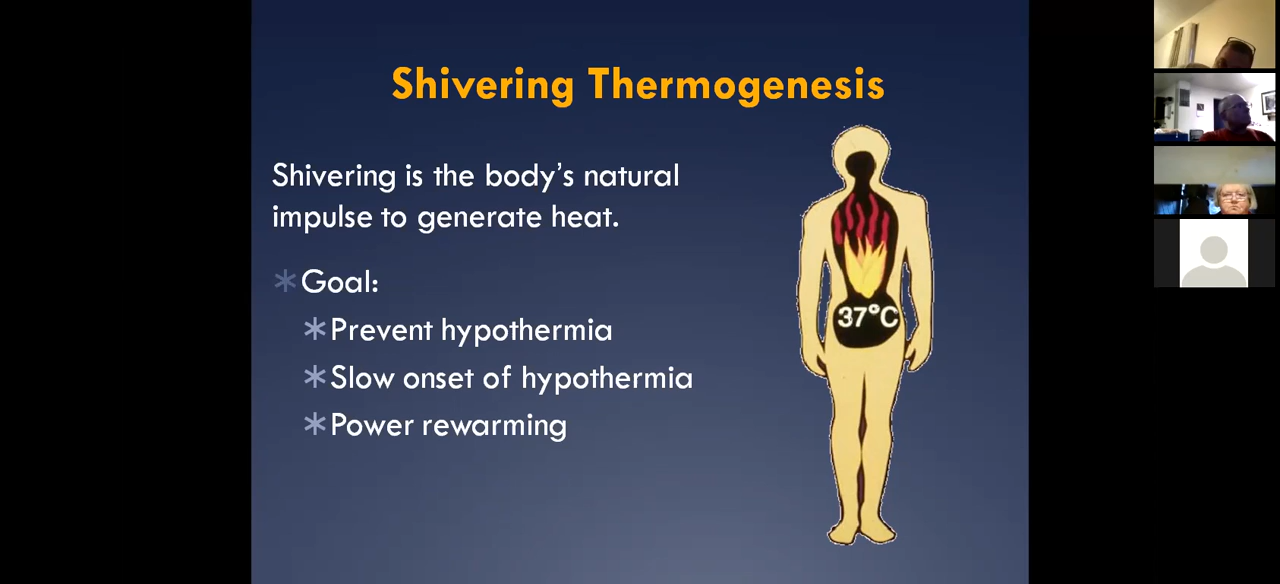 Shivering Thermogenesis
Shivering is the body’s natural
impulse to generate heat.
Goal:
Prevent hypothermia
Slow onset of hypothermia
Power rewarming
37°C